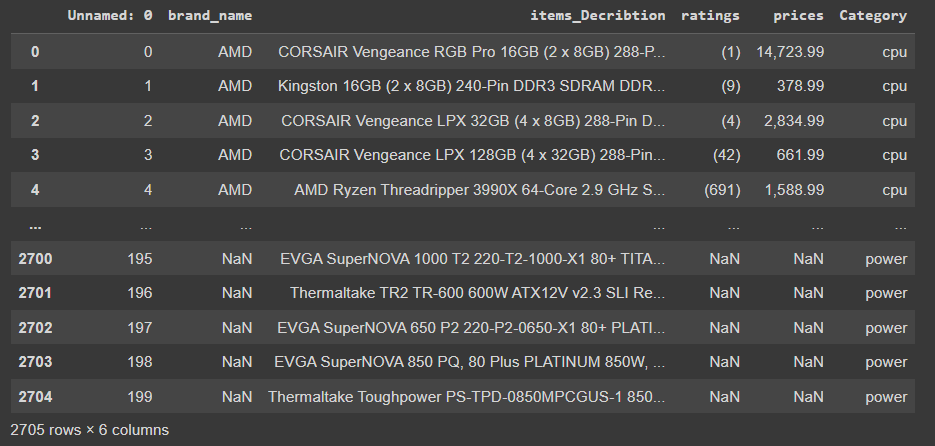 Unnamed: 0 brand_name items_Decribtion ratings prices Category
0 0 AMD CORSAIR Vengeance RGB Pro 16GB (2 x 8GB) 288-P... (1) 14,723.99 cpu
1 1 AMD Kingston 16GB (2 x 8GB) 240-Pin DDR3 SDRAM DDR... (9) 378.99 cpu
2 2 AMD CORSAIR Vengeance LPX 32GB (4 x 8GB) 288-Pin D... (4) 2,834.99 cpu
3 3 AMD CORSAIR Vengeance LPX 128GB (4 x 32GB) 288-Pin... (42) 661.99 cpu
4 4 AMD AMD Ryzen Threadripper 3990X 64-Core 2.9 GHz S... (691) 1,588.99 cpu
... ... ... ... ... ... ...
2700 195 NaN EVGA SuperNOVA 1000 T2 220-T2-1000-X1 80+ TITA... NaN NaN power
2701 196 NaN Thermaltake TR2 TR-600 600W ATX12V v2.3 SLI Re... NaN NaN power
2702 197 NaN EVGA SuperNOVA 650 P2 220-P2-0650-X1 80+ PLATI... NaN NaN power
2703 198 NaN EVGA SuperNOVA 850 PQ, 80 Plus PLATINUM 850W, ... NaN NaN power
2704 199 NaN Thermaltake Toughpower PS-TPD-0850MPCGUS-1 850... NaN NaN power
2705 rows × 6 columns